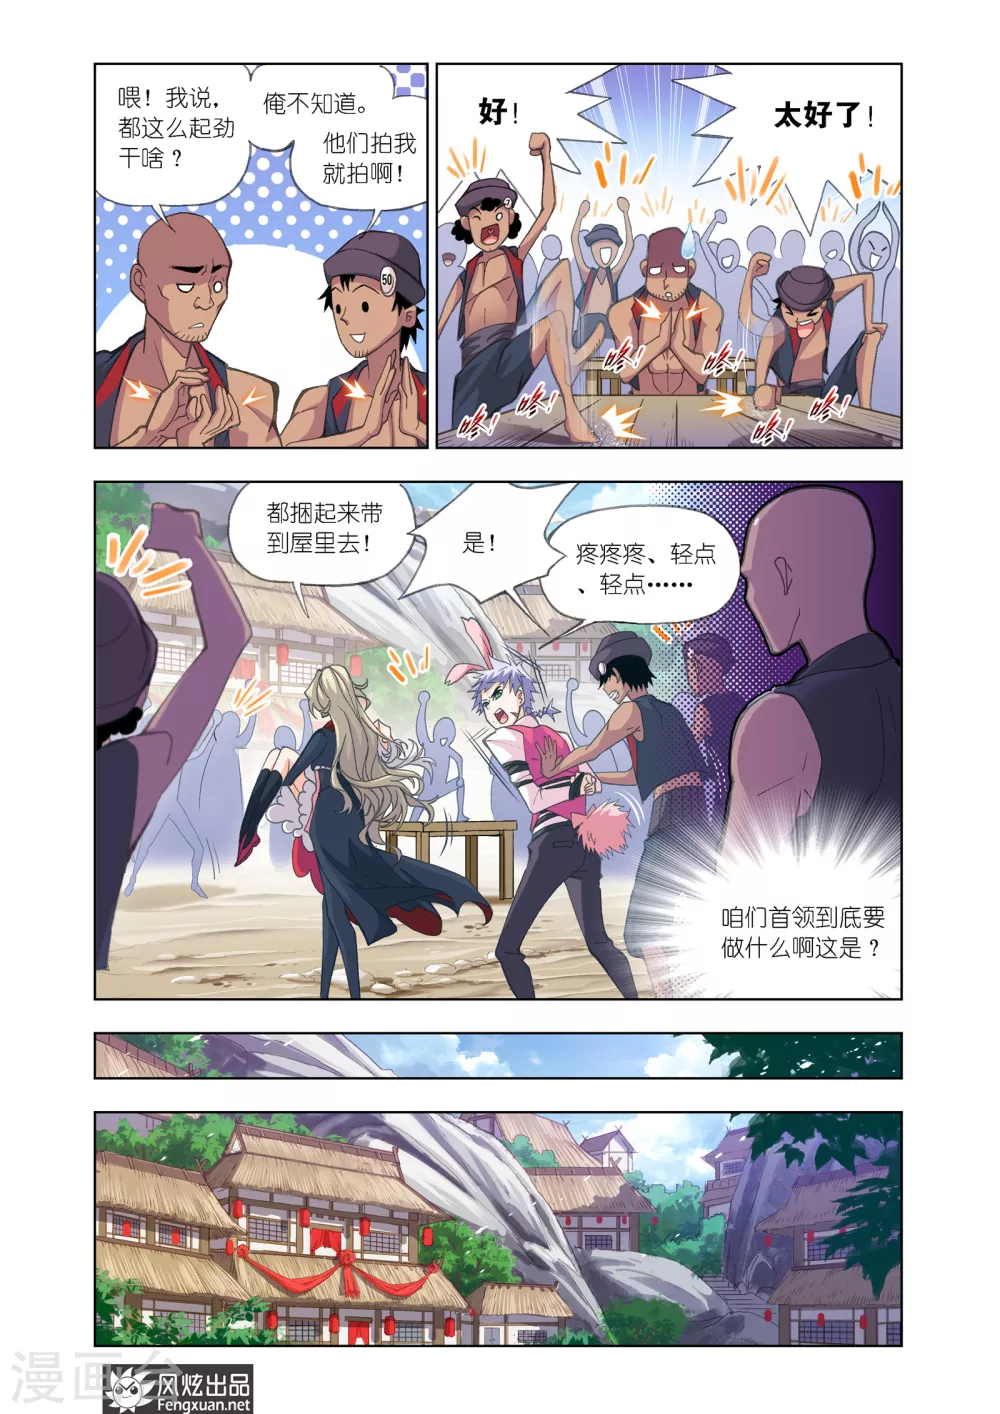 喂！我说，
都这么起劲
干啥？
俺不知道。
他们拍我
就拍啊！
50
好！
太好了！
咚！
咚！
咚！
咚！
咚！
咚！
都捆起来带
到屋里去！
是！
疼疼疼、轻点
、轻点……
咱们首领到底要
做什么啊这是？
漫画台
风炫出品
Fengxuan.net